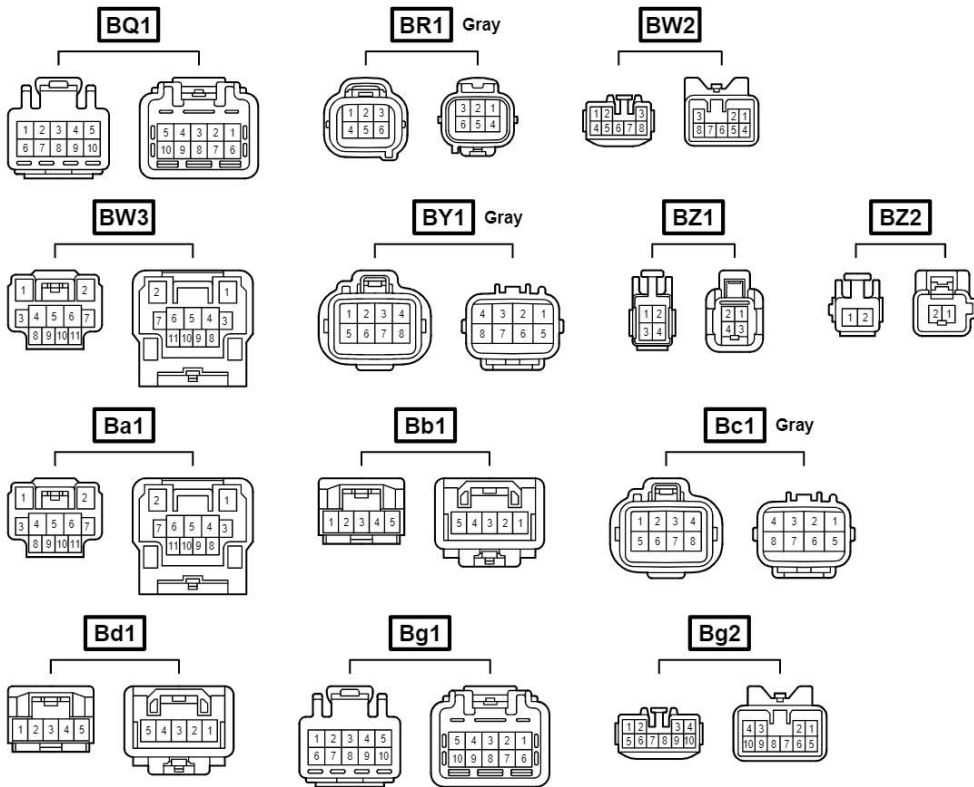 BQ1 BR1 Gray BW2
1 2 3 4 5 5 4 3 2 1 1 2 3 3 2 1 1 2 3 3 2 1
6 7 8 9 10 10 9 8 7 6 4 5 6 6 5 4 4 5 6 7 8 8 7 6 5 4
BW3 BY1 Gray BZ1 BZ2
1 2 2 1 1 2 3 4 4 3 2 1 1 2 2 1 1 2 2 1
3 4 5 6 7 7 6 5 4 3 5 6 7 8 8 7 6 5 3 4 4 3
8 9 10 11 11 10 9 8
Ba1 Bb1 Bc1 Gray
1 2 2 1 1 2 3 4 5 5 4 3 2 1 1 2 3 4 4 3 2 1
3 4 5 6 7 7 6 5 4 3 5 6 7 8 8 7 6 5
8 9 10 11 11 10 9 8
Bd1 Bg1 Bg2
1 2 3 4 5 5 4 3 2 1 1 2 3 4 5 5 4 3 2 1 1 2 3 4 4 3 2 1
6 7 8 9 10 10 9 8 7 6 5 6 7 8 9 10 10 9 8 7 6 5